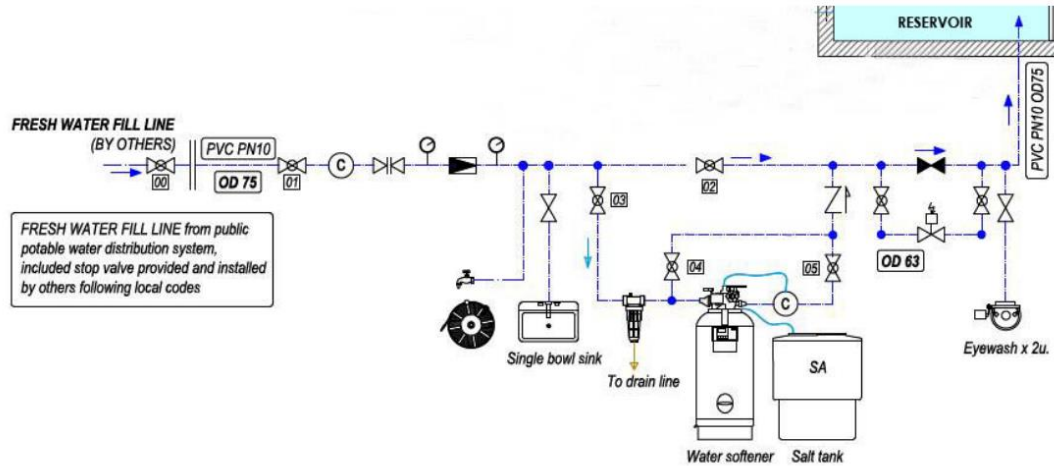 RESERVOIR
PVC PN10 OD75
FRESH WATER FILL LINE
(BY OTHERS)
PVC PN10
00
OD 75
01
C
02
03
FRESH WATER FILL LINE from public
potable water distribution system,
included stop valve provided and installed
by others following local codes
04
05
OD 63
C
Single bowl sink
To drain line
SA
Eyewash x 2u.
Water softener
Salt tank